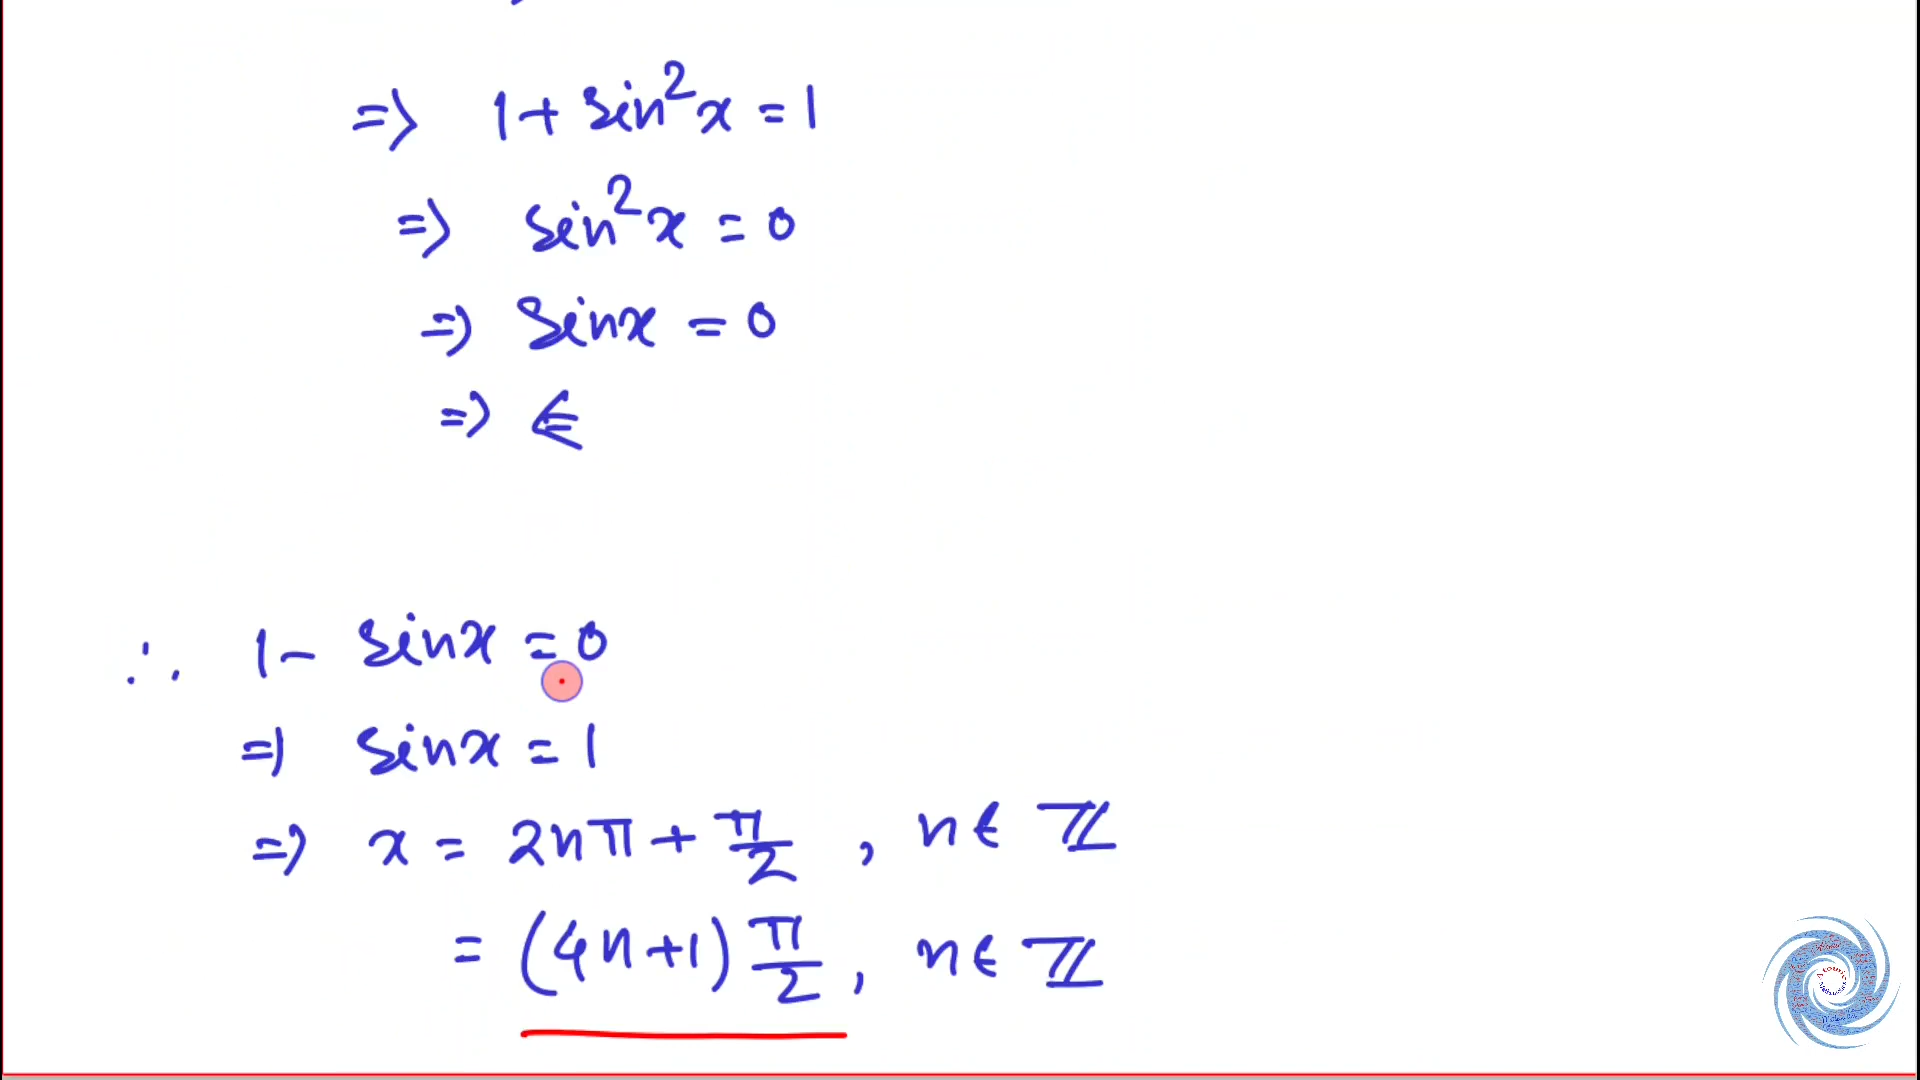 => 1 + sin²x = 1
=> sin²x = 0
=> sinx = 0
=> ⋹
∴ 1 - sinx = 0
=> sinx = 1
=> x = 2nπ + π/2 , n ∈ ℤ
= (4n+1) π/2 , n ∈ ℤ